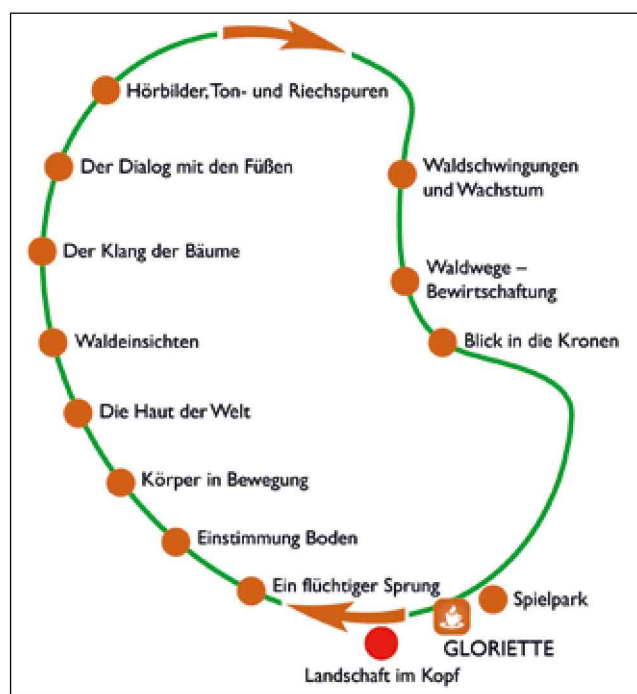 Hörbilder, Ton- und Riechspuren
Der Dialog mit den Füßen
Waldschwingungen
und Wachstum
Der Klang der Bäume
Waldwege –
Bewirtschaftung
Waldeinsichten
Blick in die Kronen
Die Haut der Welt
Körper in Bewegung
Einstimmung Boden
Ein flüchtiger Sprung
Spielpark
GLORIETTE
Landschaft im Kopf